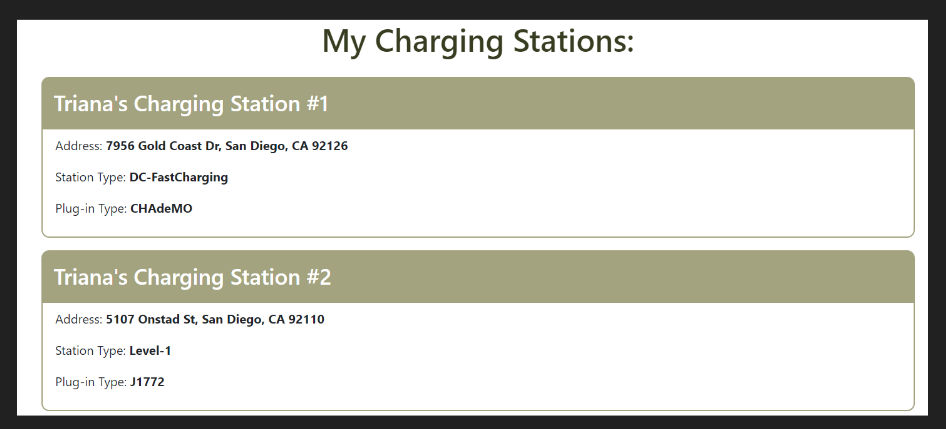 My Charging Stations:
Triana's Charging Station #1
Address: 7956 Gold Coast Dr, San Diego, CA 92126
Station Type: DC-FastCharging
Plug-in Type: CHAdeMO
Triana's Charging Station #2
Address: 5107 Onstad St, San Diego, CA 92110
Station Type: Level-1
Plug-in Type: J1772